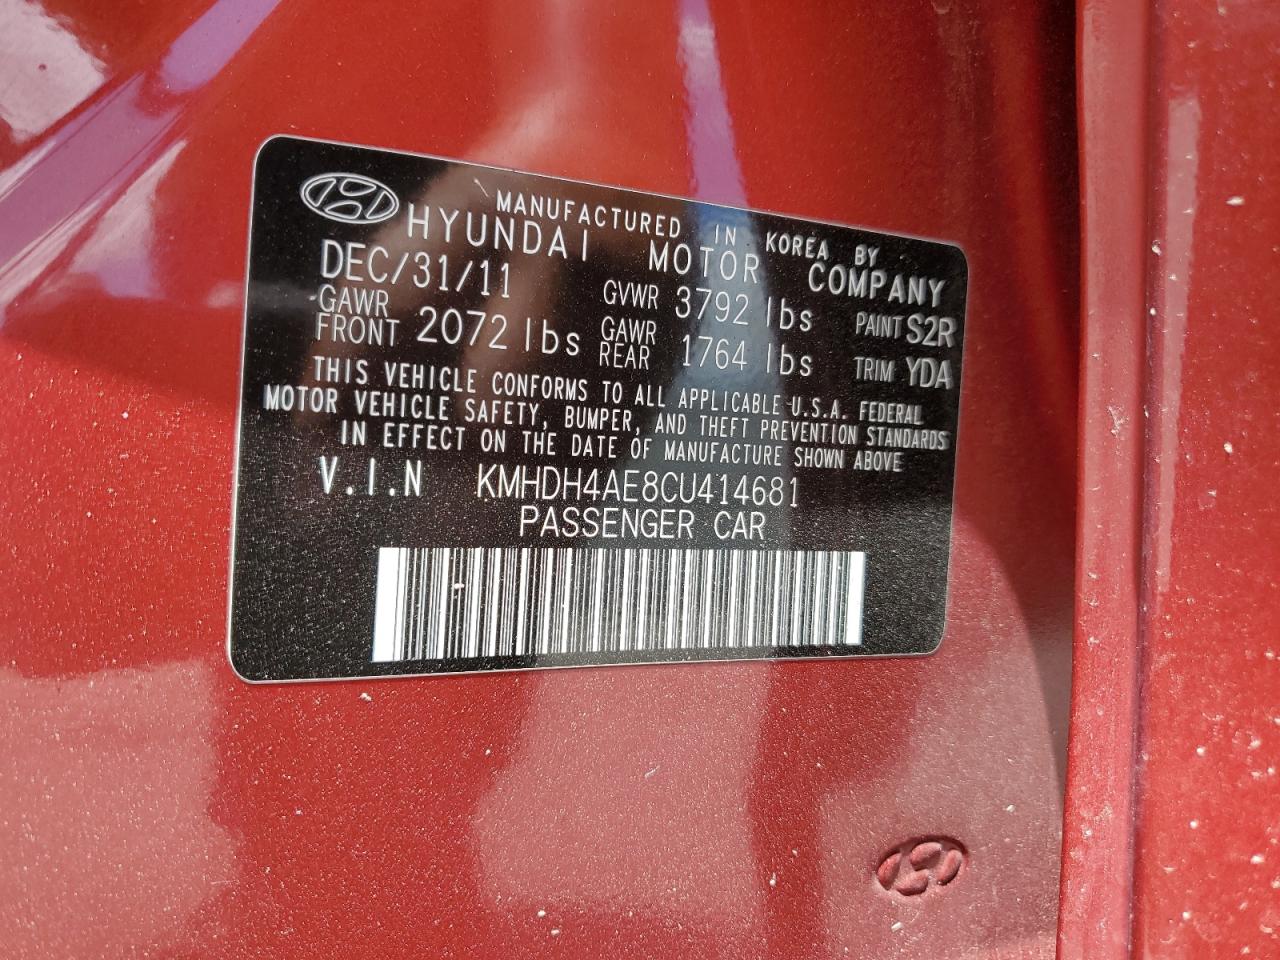 MANUFACTURED IN KOREA BY
HYUNDAI MOTOR COMPANY
DEC/31/11 GVWR 3792 lbs PAINT S2R
GAWR FRONT 2072 lbs GAWR REAR 1764 lbs TRIM YDA
THIS VEHICLE CONFORMS TO ALL APPLICABLE U.S.A. FEDERAL
MOTOR VEHICLE SAFETY, BUMPER, AND THEFT PREVENTION STANDARDS
IN EFFECT ON THE DATE OF MANUFACTURE SHOWN ABOVE
V.I.N KMHDH4AE8CU414681
PASSENGER CAR